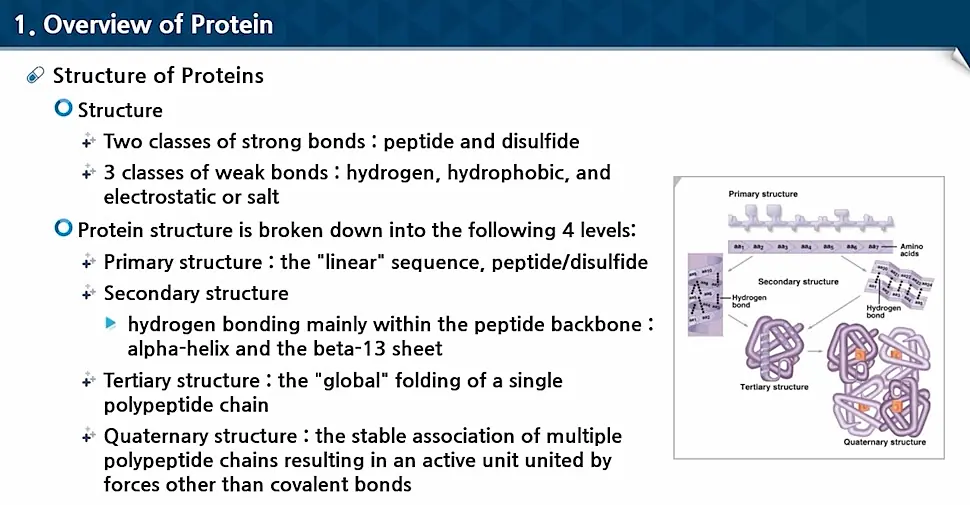 1. Overview of Protein
Structure of Proteins
Structure
Two classes of strong bonds : peptide and disulfide
3 classes of weak bonds : hydrogen, hydrophobic, and
electrostatic or salt
Protein structure is broken down into the following 4 levels:
Primary structure : the "linear" sequence, peptide/disulfide
Secondary structure
hydrogen bonding mainly within the peptide backbone :
alpha-helix and the beta-13 sheet
Tertiary structure : the "global" folding of a single
polypeptide chain
Quaternary structure : the stable association of multiple
polypeptide chains resulting in an active unit united by
forces other than covalent bonds
Primary structure
aa1 aa2 aa3 aa4 aa5 aa6 aa7
Amino
acids
Secondary structure
Hydrogen
bond
Hydrogen
bond
Tertiary structure
Quaternary structure